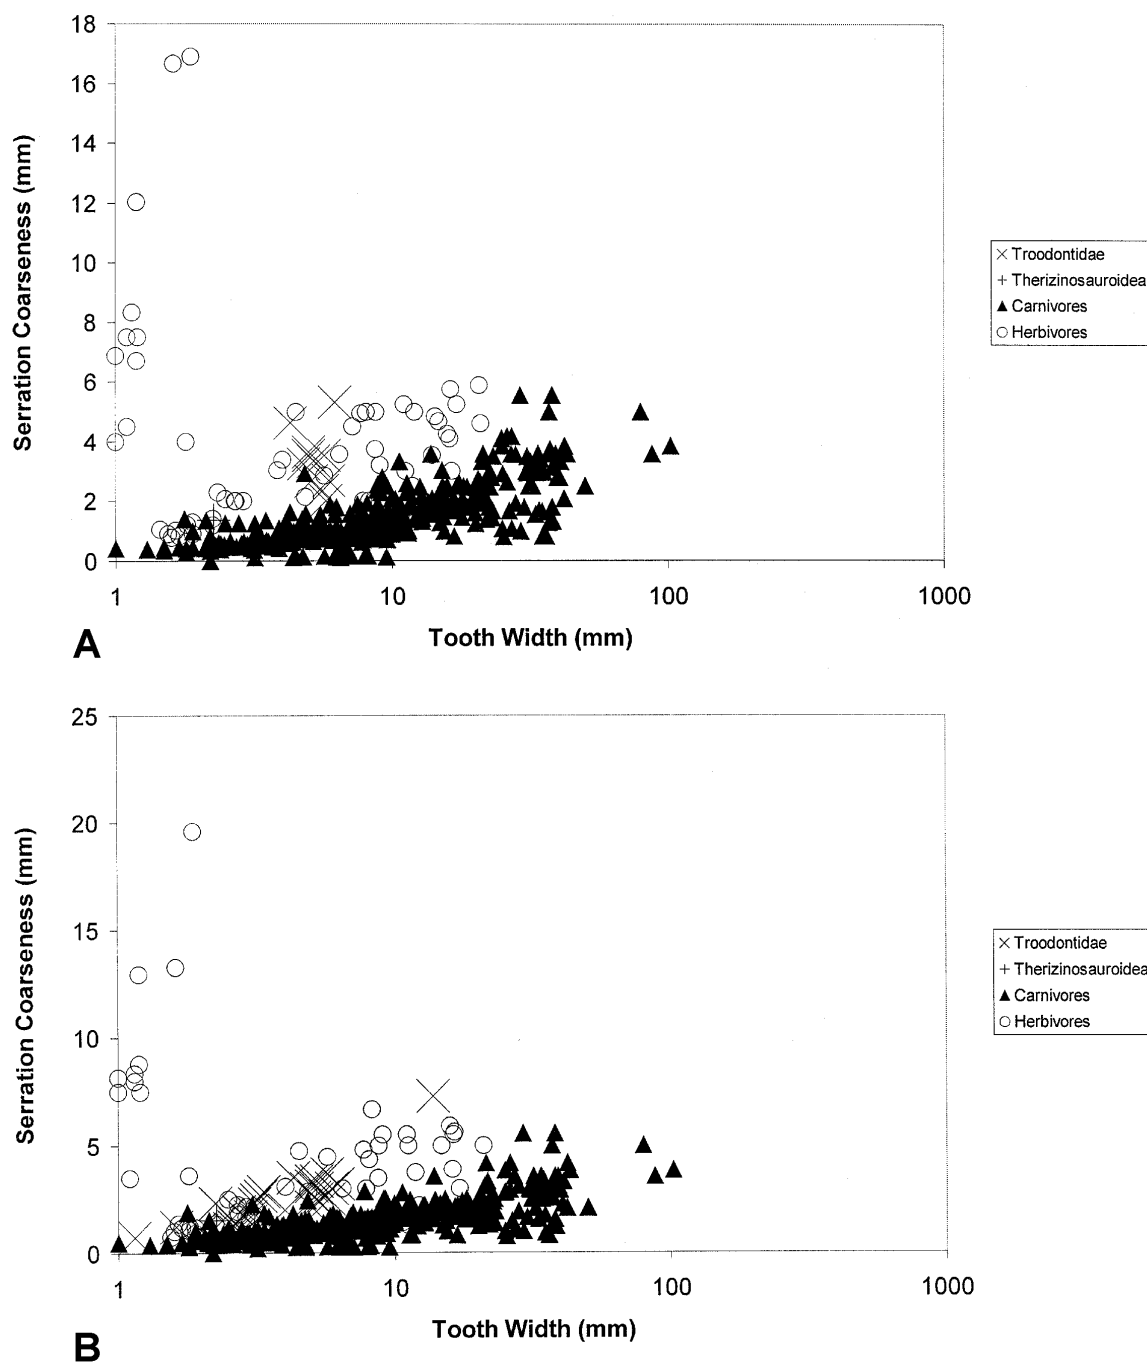 18
16
14
12
10
8
6
4
2
0
Serration Coarseness (mm)
1 10 100 1000
Tooth Width (mm)
A
Troodontidae
Therizinosauroidea
Carnivores
Herbivores
25
20
15
10
5
0
Serration Coarseness (mm)
1 10 100 1000
Tooth Width (mm)
B
Troodontidae
Therizinosauroidea
Carnivores
Herbivores